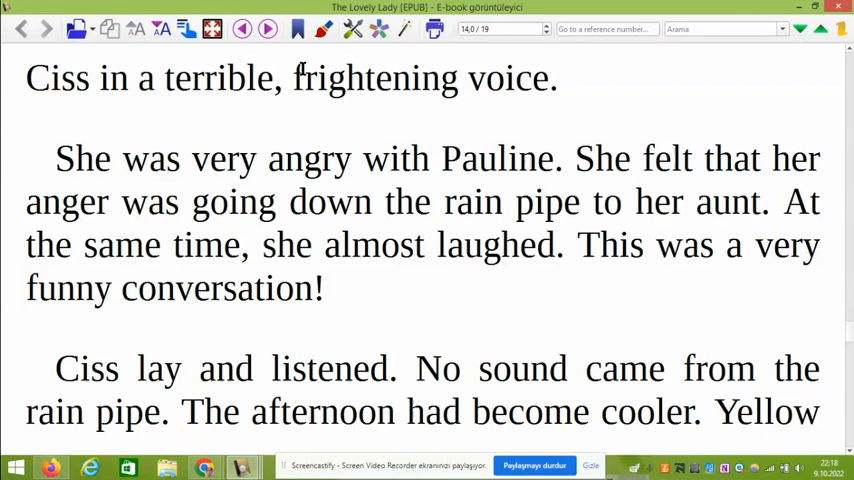 The Lovely Lady [EPUB] - E-book görüntüleyici
14,0 / 19
Go to a reference number...
Arama
Ciss in a terrible, frightening voice.
She was very angry with Pauline. She felt that her
anger was going down the rain pipe to her aunt. At
the same time, she almost laughed. This was a very
funny conversation!
Ciss lay and listened. No sound came from the
rain pipe. The afternoon had become cooler. Yellow
Screencastify - Screen Video Recorder ekranınızı paylaşıyor.
Paylaşmayı durdur
Gizle
22:18
9.10.2022